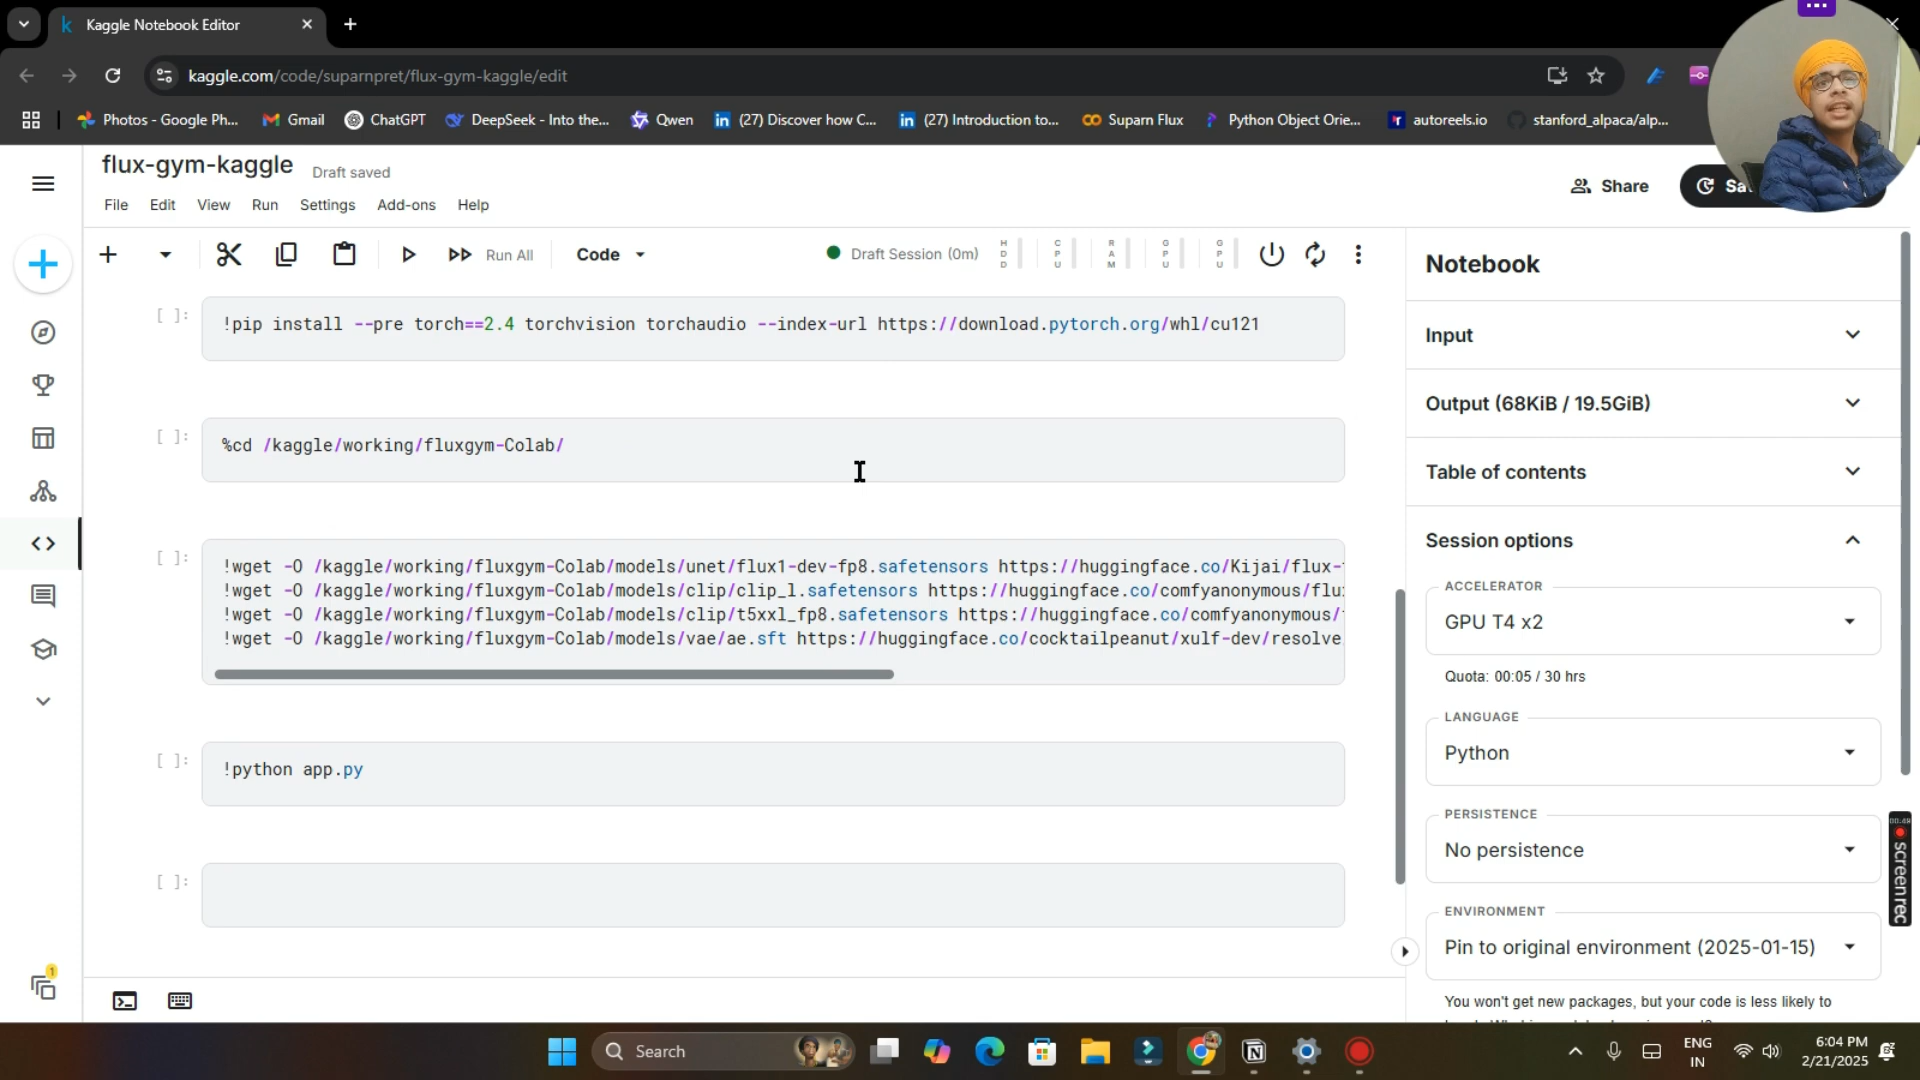 Kaggle Notebook Editor
kaggle.com/code/suparnpret/flux-gym-kaggle/edit
Photos - Google Ph...
Gmail
ChatGPT
DeepSeek - Into the...
Qwen
(27) Discover how C...
(27) Introduction to...
Suparn Flux
Python Object Orie...
autoreels.io
stanford_alpaca/alp...
flux-gym-kaggle
Draft saved
File Edit View Run Settings Add-ons Help
Share
Sa
Run All
Code
Draft Session (0m)
HDD
CPU
RAM
GPU
GPU
[ ]:
!pip install --pre torch==2.4 torchvision torchaudio --index-url https://download.pytorch.org/whl/cu121
[ ]:
%cd /kaggle/working/fluxgym-Colab/
[ ]:
!wget -O /kaggle/working/fluxgym-Colab/models/unet/flux1-dev-fp8.safetensors https://huggingface.co/Kijai/flux-
!wget -O /kaggle/working/fluxgym-Colab/models/clip/clip_l.safetensors https://huggingface.co/comfyanonymous/flu
!wget -O /kaggle/working/fluxgym-Colab/models/clip/t5xxl_fp8.safetensors https://huggingface.co/comfyanonymous/
!wget -O /kaggle/working/fluxgym-Colab/models/vae/ae.sft https://huggingface.co/cocktailpeanut/xulf-dev/resolve
[ ]:
!python app.py
[ ]:
Notebook
Input
Output (68KiB / 19.5GiB)
Table of contents
Session options
ACCELERATOR
GPU T4 x2
Quota: 00:05 / 30 hrs
LANGUAGE
Python
PERSISTENCE
No persistence
ENVIRONMENT
Pin to original environment (2025-01-15)
You won't get new packages, but your code is less likely to
screenrec
1
Search
ENG
IN
6:04 PM
2/21/2025